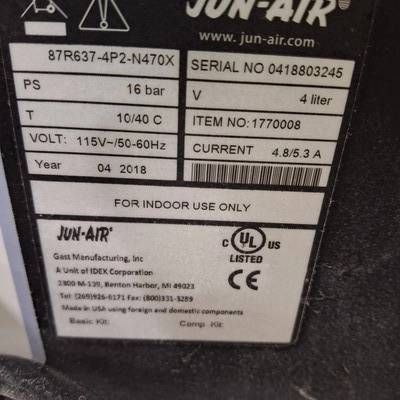 JUN-AIR®
www.jun-air.com
87R637-4P2-N470X SERIAL NO 0418803245
PS 16 bar V 4 liter
T 10/40 C ITEM NO: 1770008
VOLT: 115V~/50-60Hz CURRENT 4.8/5.3 A
Year 04 2018
FOR INDOOR USE ONLY
JUN-AIR®
Gast Manufacturing, Inc
A Unit of IDEX Corporation
2300 M-139, Benton Harbor, MI 49023
Tel: (269)926-6171 Fax: (800)331-3289
Made in USA using foreign and domestic components
Basic Kit: Comp. Kit:
C UL® US
LISTED
CE